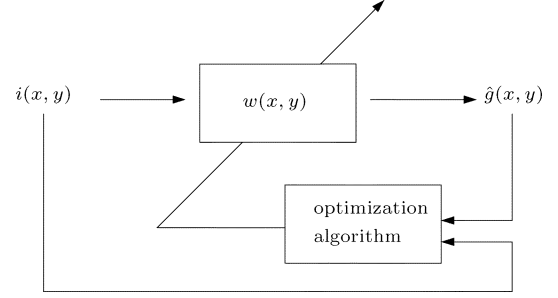 i(x, y)
w(x, y)
ĝ(x, y)
optimization
algorithm